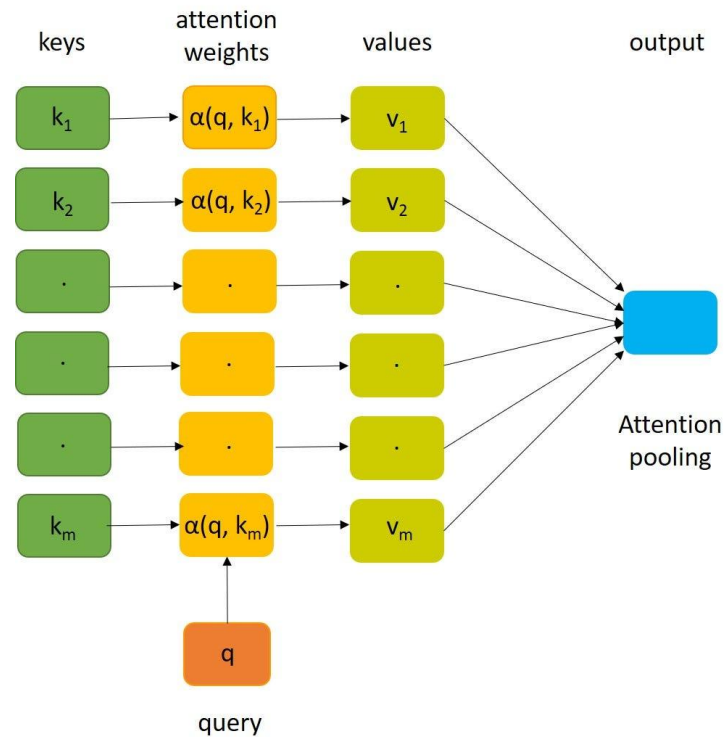 keys
attention
weights
values
output
k₁ α(q, k₁) v₁
k₂ α(q, k₂) v₂
. . .
. . .
. . .
kₘ α(q, kₘ) vₘ
Attention
pooling
q
query